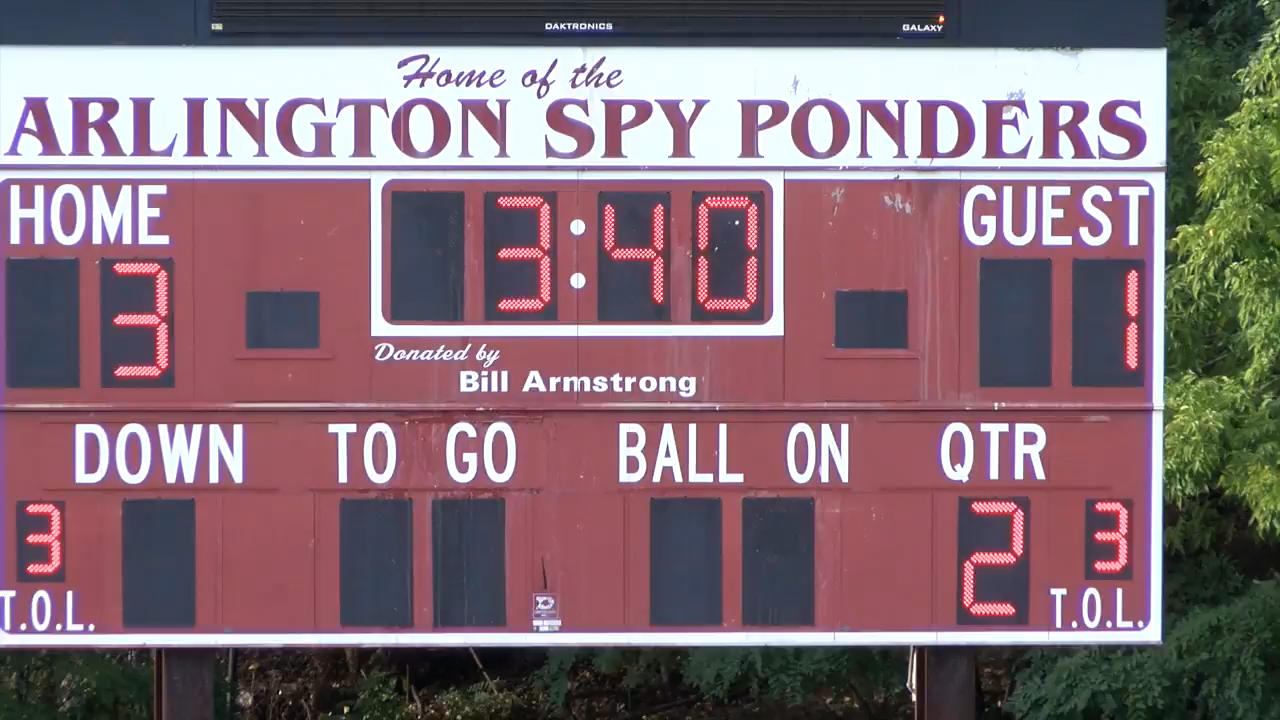 DAKTRONICS GALAXY
Home of the
ARLINGTON SPY PONDERS
HOME 3:40 GUEST
3 1
Donated by
Bill Armstrong
DOWN TO GO BALL ON QTR
3 2 3
T.O.L. T.O.L.